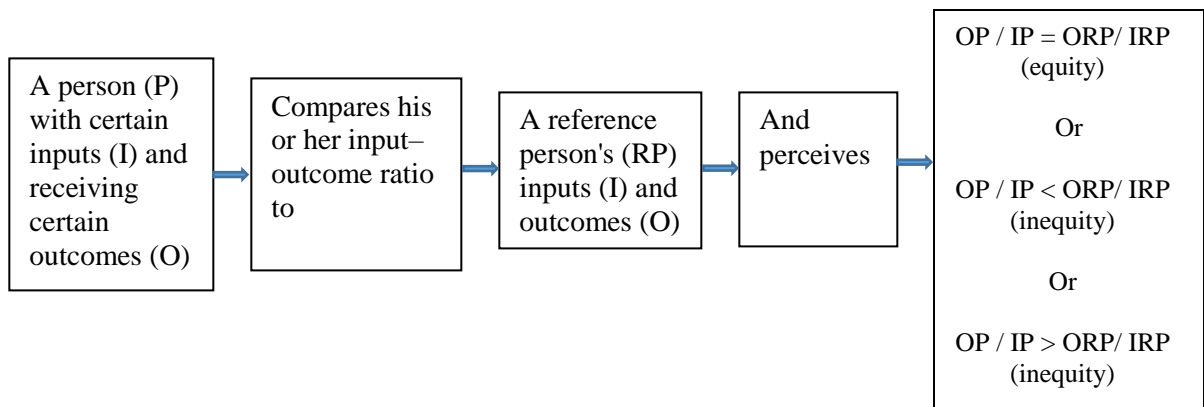 A person (P)
with certain
inputs (I) and
receiving
certain
outcomes (O)
Compares his
or her input–
outcome ratio
to
A reference
person's (RP)
inputs (I) and
outcomes (O)
And
perceives
OP / IP = ORP/ IRP
(equity)
Or
OP / IP < ORP/ IRP
(inequity)
Or
OP / IP > ORP/ IRP
(inequity)